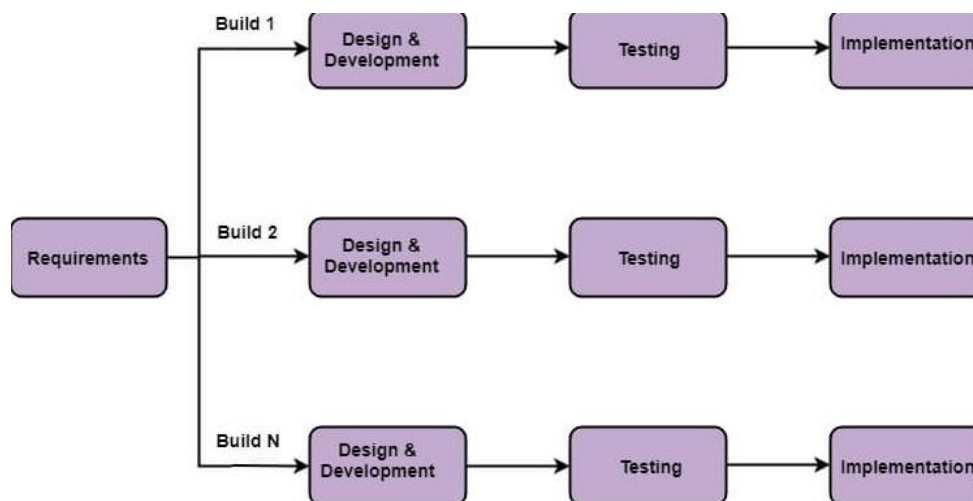 Build 1
Design &
Development
Testing
Implementation
Requirements
Build 2
Design &
Development
Testing
Implementation
Build N
Design &
Development
Testing
Implementation